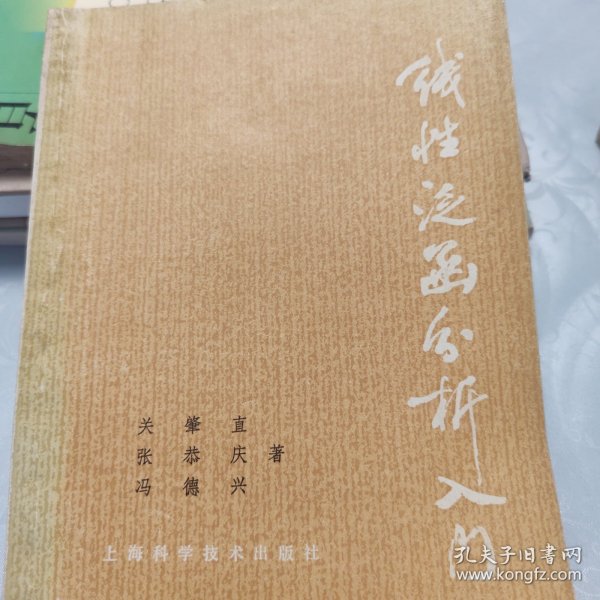 线性泛函分析入门
关肇直
张恭庆 著
冯德兴
上海科学技术出版社
孔夫子旧书网
www.kongfz.com